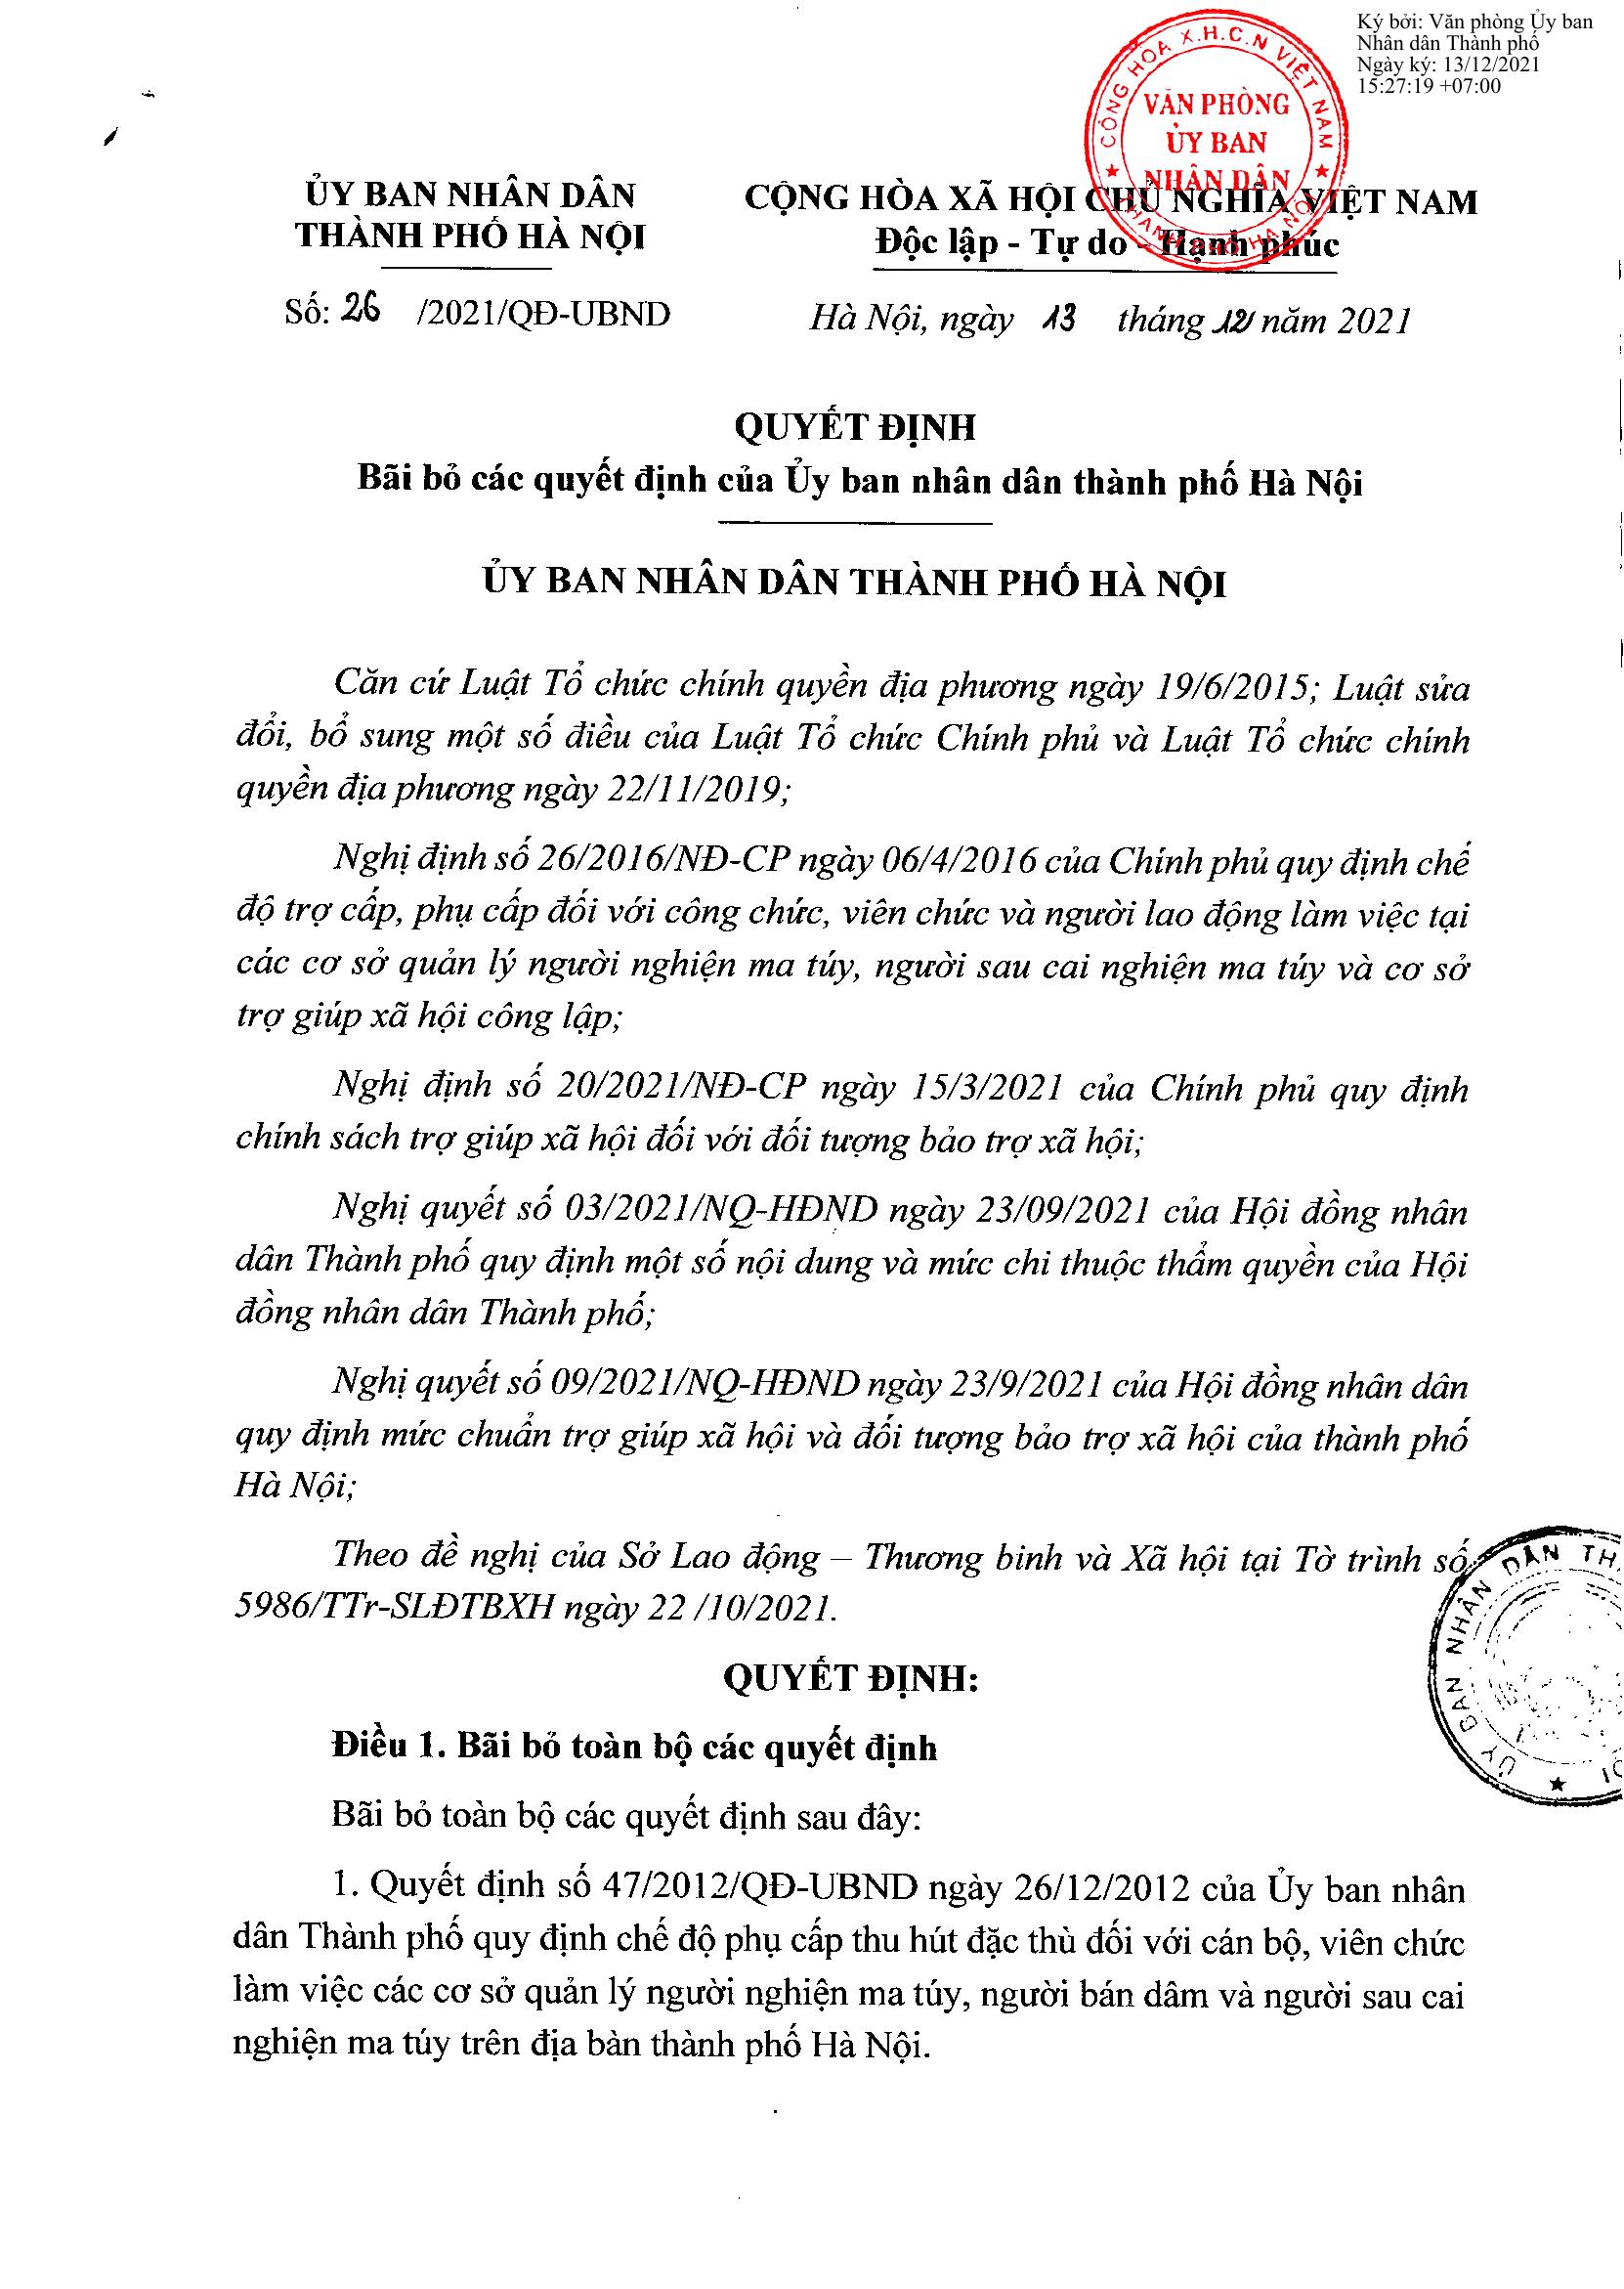 Ký bởi: Văn phòng Ủy ban
Nhân dân Thành phố
Ngày ký: 13/12/2021
15:27:19 +07:00
CỘNG HÒA X.H.C.N VIỆT NAM
VĂN PHÒNG
ỦY BAN
NHÂN DÂN
THÀNH PHỐ HÀ NỘI
ỦY BAN NHÂN DÂN
THÀNH PHỐ HÀ NỘI
CỘNG HÒA XÃ HỘI CHỦ NGHĨA VIỆT NAM
Độc lập - Tự do - Hạnh phúc
Số: 26 /2021/QĐ-UBND
Hà Nội, ngày 13 tháng 12 năm 2021
QUYẾT ĐỊNH
Bãi bỏ các quyết định của Ủy ban nhân dân thành phố Hà Nội
ỦY BAN NHÂN DÂN THÀNH PHỐ HÀ NỘI
Căn cứ Luật Tổ chức chính quyền địa phương ngày 19/6/2015; Luật sửa
đổi, bổ sung một số điều của Luật Tổ chức Chính phủ và Luật Tổ chức chính
quyền địa phương ngày 22/11/2019;
Nghị định số 26/2016/NĐ-CP ngày 06/4/2016 của Chính phủ quy định chế
độ trợ cấp, phụ cấp đối với công chức, viên chức và người lao động làm việc tại
các cơ sở quản lý người nghiện ma túy, người sau cai nghiện ma túy và cơ sở
trợ giúp xã hội công lập;
Nghị định số 20/2021/NĐ-CP ngày 15/3/2021 của Chính phủ quy định
chính sách trợ giúp xã hội đối với đối tượng bảo trợ xã hội;
Nghị quyết số 03/2021/NQ-HĐND ngày 23/09/2021 của Hội đồng nhân
dân Thành phố quy định một số nội dung và mức chi thuộc thẩm quyền của Hội
đồng nhân dân Thành phố;
Nghị quyết số 09/2021/NQ-HĐND ngày 23/9/2021 của Hội đồng nhân dân
quy định mức chuẩn trợ giúp xã hội và đối tượng bảo trợ xã hội của thành phố
Hà Nội;
Theo đề nghị của Sở Lao động – Thương binh và Xã hội tại Tờ trình số
5986/TTr-SLĐTBXH ngày 22 /10/2021.
ỦY BAN NHÂN DÂN TH
QUYẾT ĐỊNH:
Điều 1. Bãi bỏ toàn bộ các quyết định
Bãi bỏ toàn bộ các quyết định sau đây:
1. Quyết định số 47/2012/QĐ-UBND ngày 26/12/2012 của Ủy ban nhân
dân Thành phố quy định chế độ phụ cấp thu hút đặc thù đối với cán bộ, viên chức
làm việc các cơ sở quản lý người nghiện ma túy, người bán dâm và người sau cai
nghiện ma túy trên địa bàn thành phố Hà Nội.